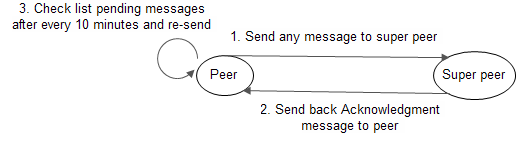 3. Check list pending messages
after every 10 minutes and re-send
1. Send any message to super peer
Peer
Super peer
2. Send back Acknowledgment
message to peer